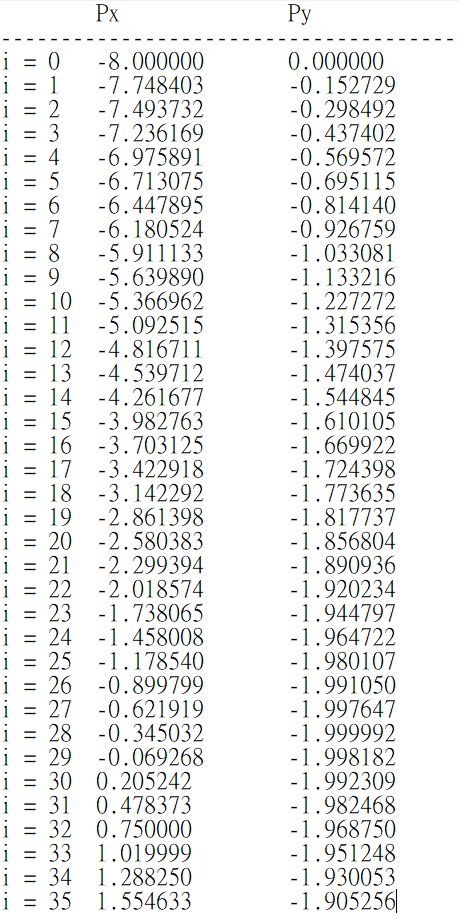 Px Py
----------------------------------------
i = 0 -8.000000 0.000000
i = 1 -7.748403 -0.152729
i = 2 -7.493732 -0.298492
i = 3 -7.236169 -0.437402
i = 4 -6.975891 -0.569572
i = 5 -6.713075 -0.695115
i = 6 -6.447895 -0.814140
i = 7 -6.180524 -0.926759
i = 8 -5.911133 -1.033081
i = 9 -5.639890 -1.133216
i = 10 -5.366962 -1.227272
i = 11 -5.092515 -1.315356
i = 12 -4.816711 -1.397575
i = 13 -4.539712 -1.474037
i = 14 -4.261677 -1.544845
i = 15 -3.982763 -1.610105
i = 16 -3.703125 -1.669922
i = 17 -3.422918 -1.724398
i = 18 -3.142292 -1.773635
i = 19 -2.861398 -1.817737
i = 20 -2.580383 -1.856804
i = 21 -2.299394 -1.890936
i = 22 -2.018574 -1.920234
i = 23 -1.738065 -1.944797
i = 24 -1.458008 -1.964722
i = 25 -1.178540 -1.980107
i = 26 -0.899799 -1.991050
i = 27 -0.621919 -1.997647
i = 28 -0.345032 -1.999992
i = 29 -0.069268 -1.998182
i = 30 0.205242 -1.992309
i = 31 0.478373 -1.982468
i = 32 0.750000 -1.968750
i = 33 1.019999 -1.951248
i = 34 1.288250 -1.930053
i = 35 1.554633 -1.905256